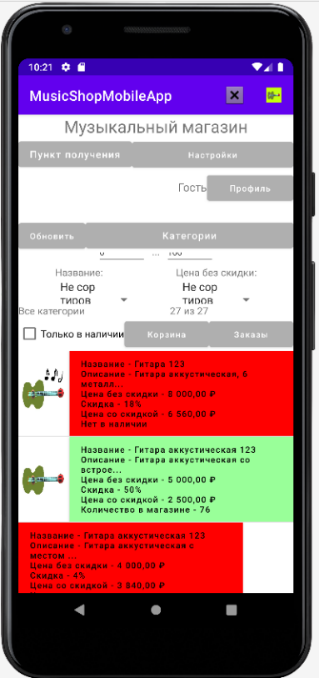 10:21
MusicShopMobileApp
Музыкальный магазин
Пункт получения Настройки
Гость Профиль
Обновить Категории
0 ... 100
Название: Цена без скидки:
Не сор Не сор
тиров тиров
Все категории 27 из 27
Только в наличии Корзина Заказы
Название - Гитара 123
Описание - Гитара аккустическая, 6
металл...
Цена без скидки - 8 000,00 ₽
Скидка - 18%
Цена со скидкой - 6 560,00 ₽
Нет в наличии
Название - Гитара аккустическая 123
Описание - Гитара аккустическая со
встрое...
Цена без скидки - 5 000,00 ₽
Скидка - 50%
Цена со скидкой - 2 500,00 ₽
Количество в магазине - 76
Название - Гитара аккустическая 123
Описание - Гитара аккустическая с
местом ...
Цена без скидки - 4 000,00 ₽
Скидка - 4%
Цена со скидкой - 3 840,00 ₽